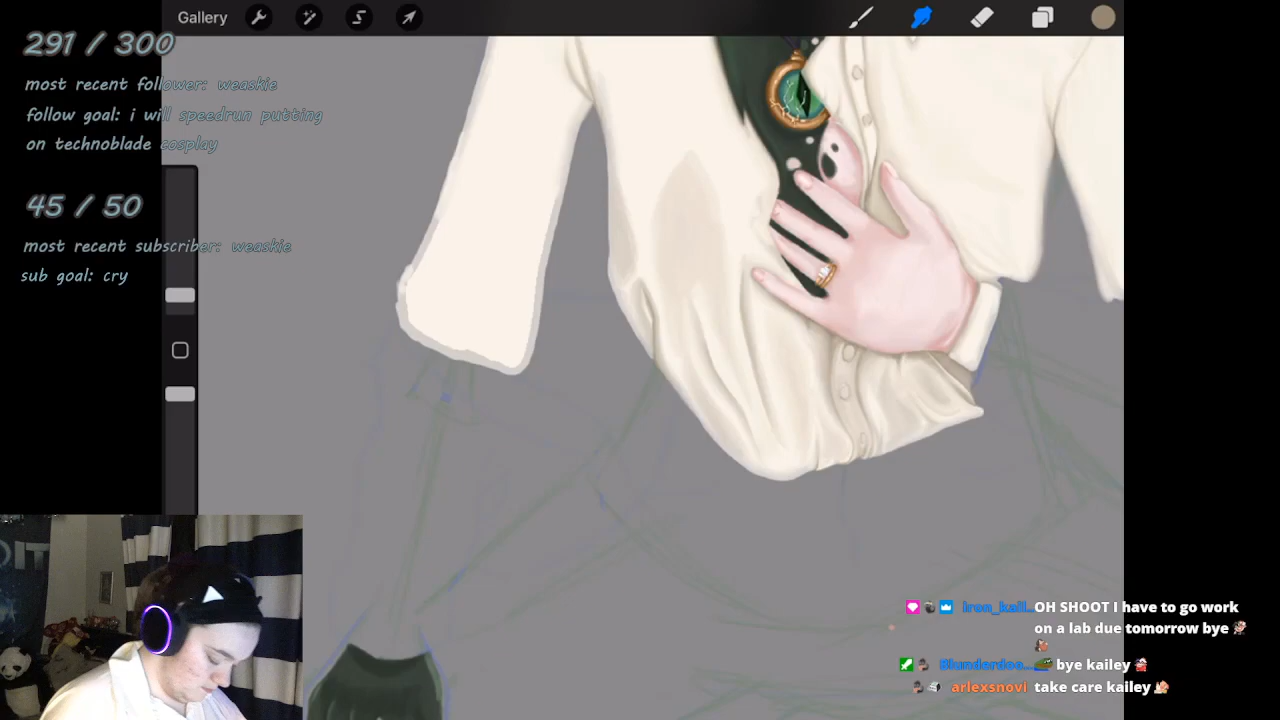 Gallery
291 / 300
most recent follower: weaskie
follow goal: i will speedrun putting
on technoblade cosplay
45 / 50
most recent subscriber: weaskie
sub goal: cry
iron_kail... OH SHOOT I have to go work
on a lab due tomorrow bye
Blunderdoo... bye kailey
arlexsnovi take care kailey